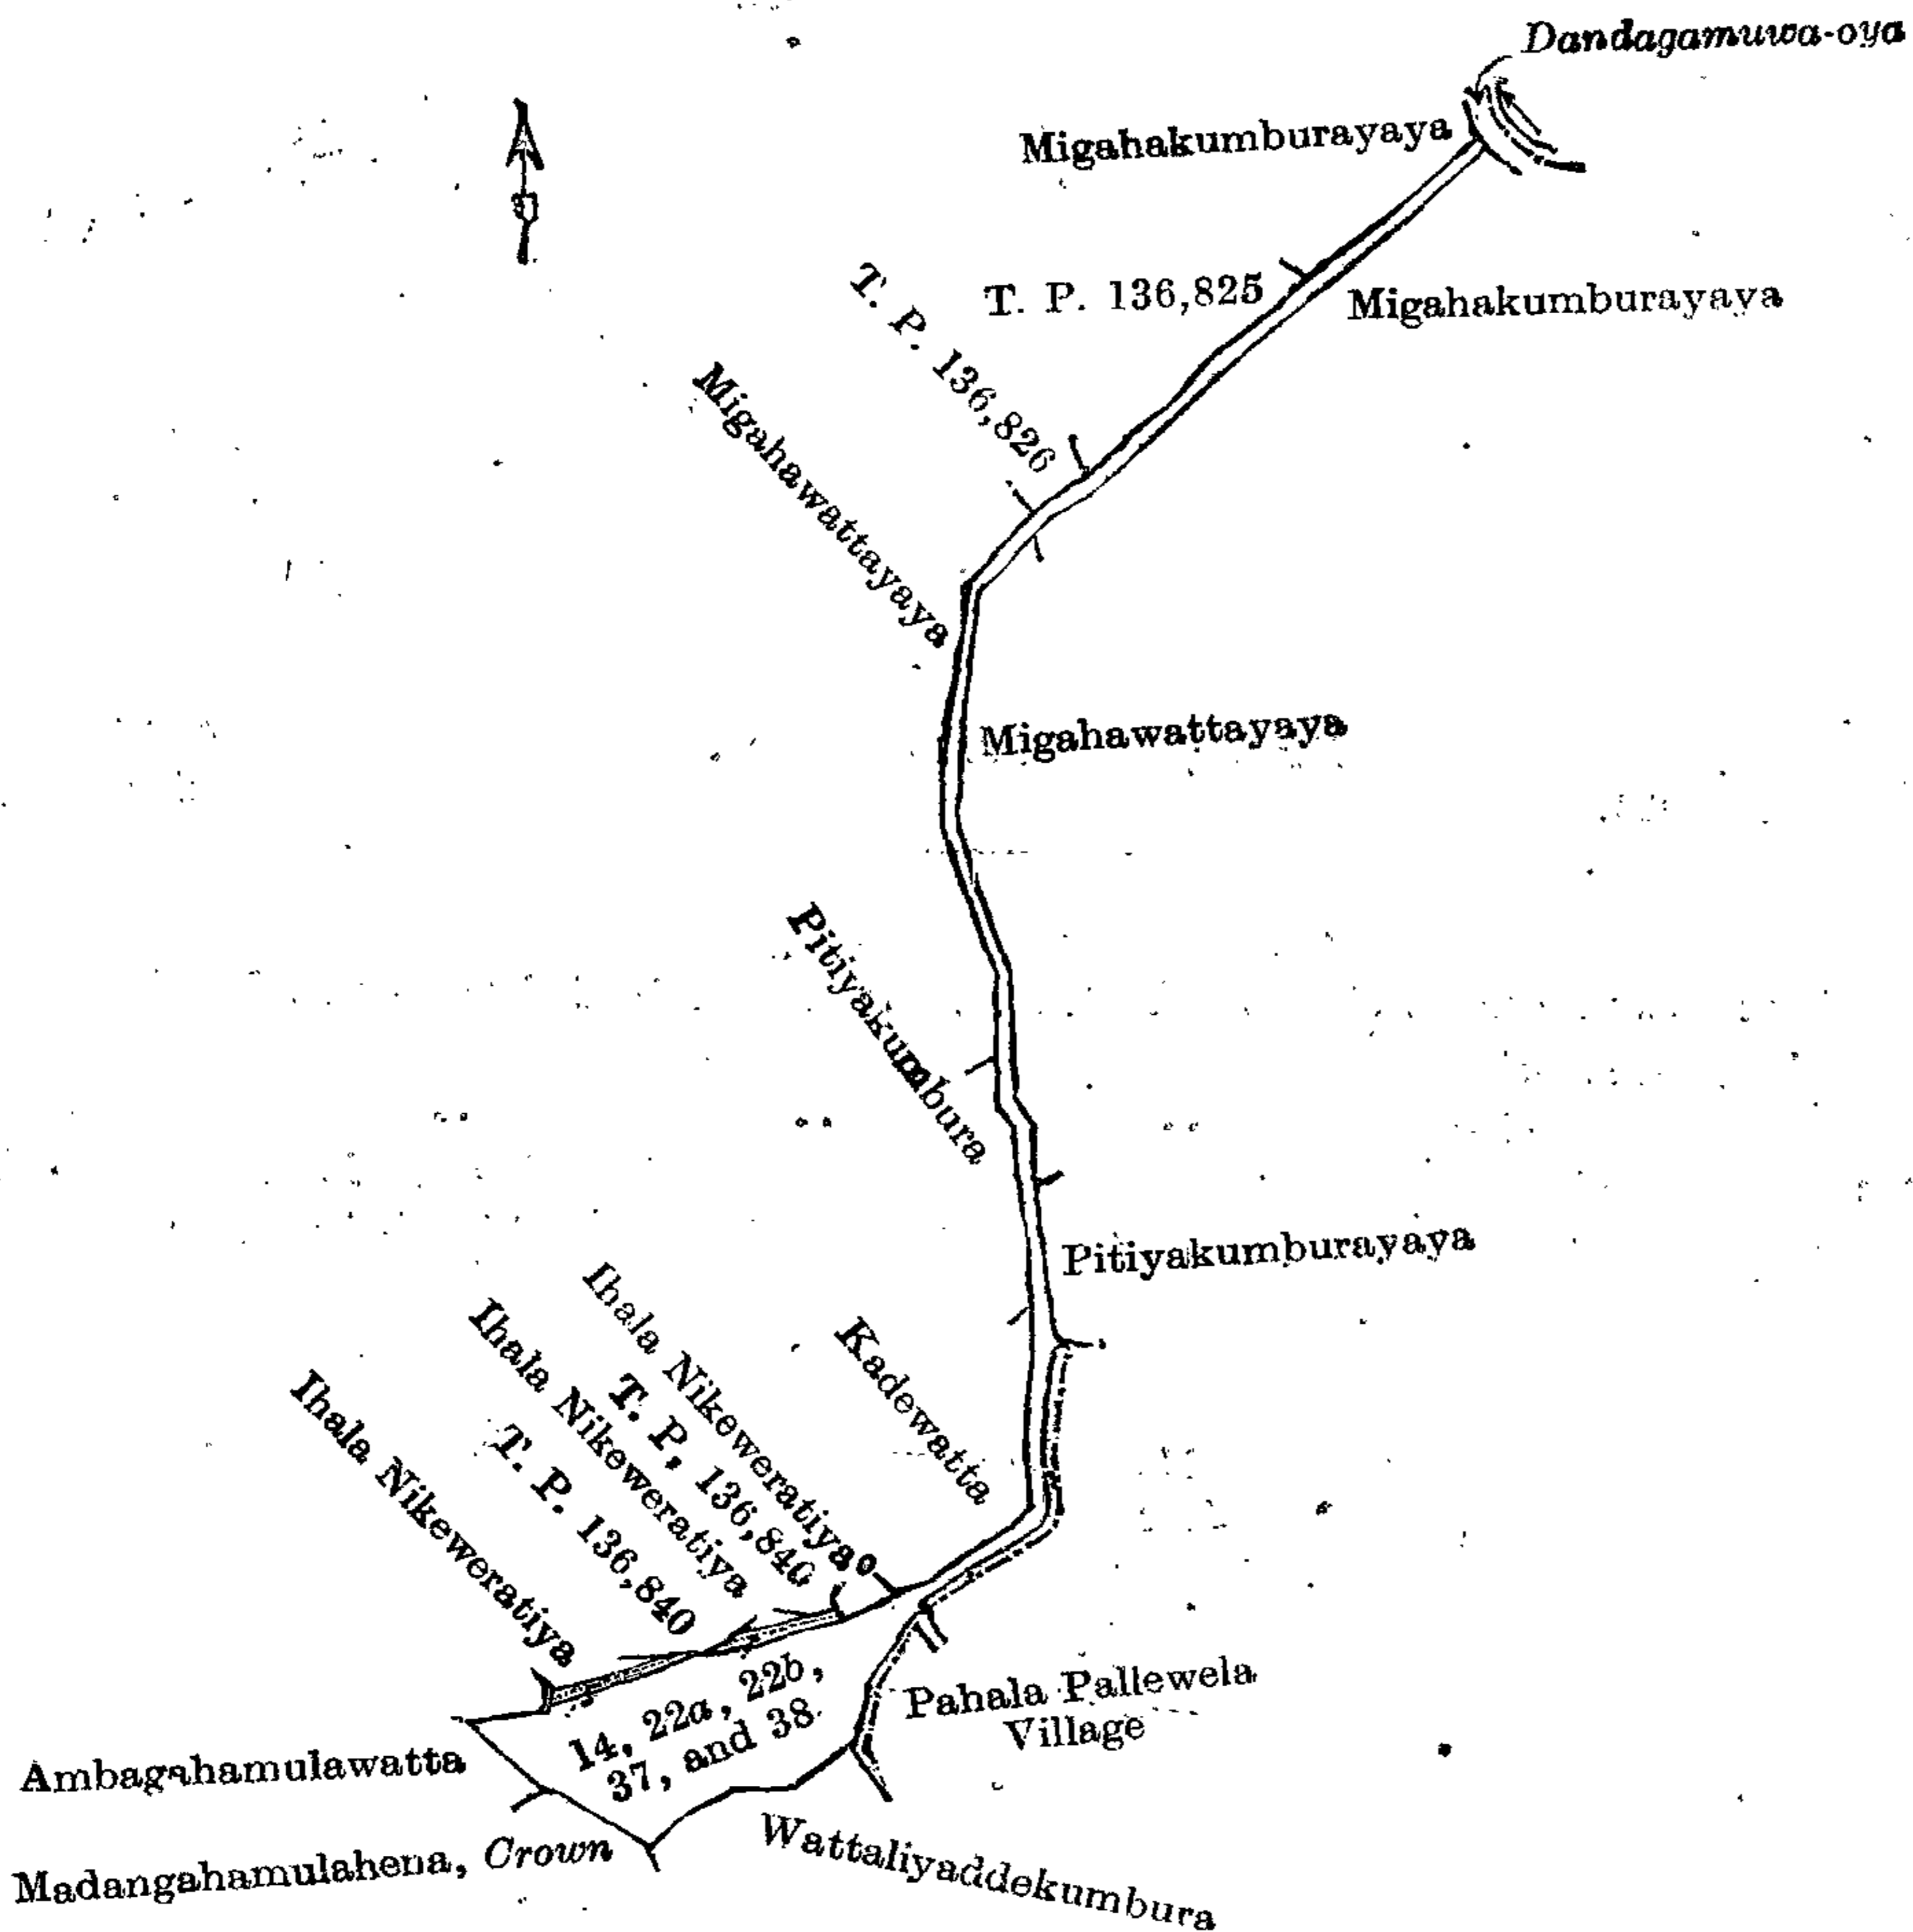 Dandagamuwa-oya
Migahakumburayaya
T. P. 136,825
Migahakumburayaya
T. P. 136,826
Migahawattayaya
Migahawattayaya
Pitiyakumbura
Pitiyakumburayaya
Kadewatta
Ihala Nikeweratiya
T. P. 136,840
Ihala Nikeweratiya
T. P. 136,840
Ihala Nikeweratiya
14, 22a, 22b,
37, and 38
Pahala Pallewela
Village
Ambagahamulawatta
Madangahamulahena, Crown
Wattaliyaddekumbura